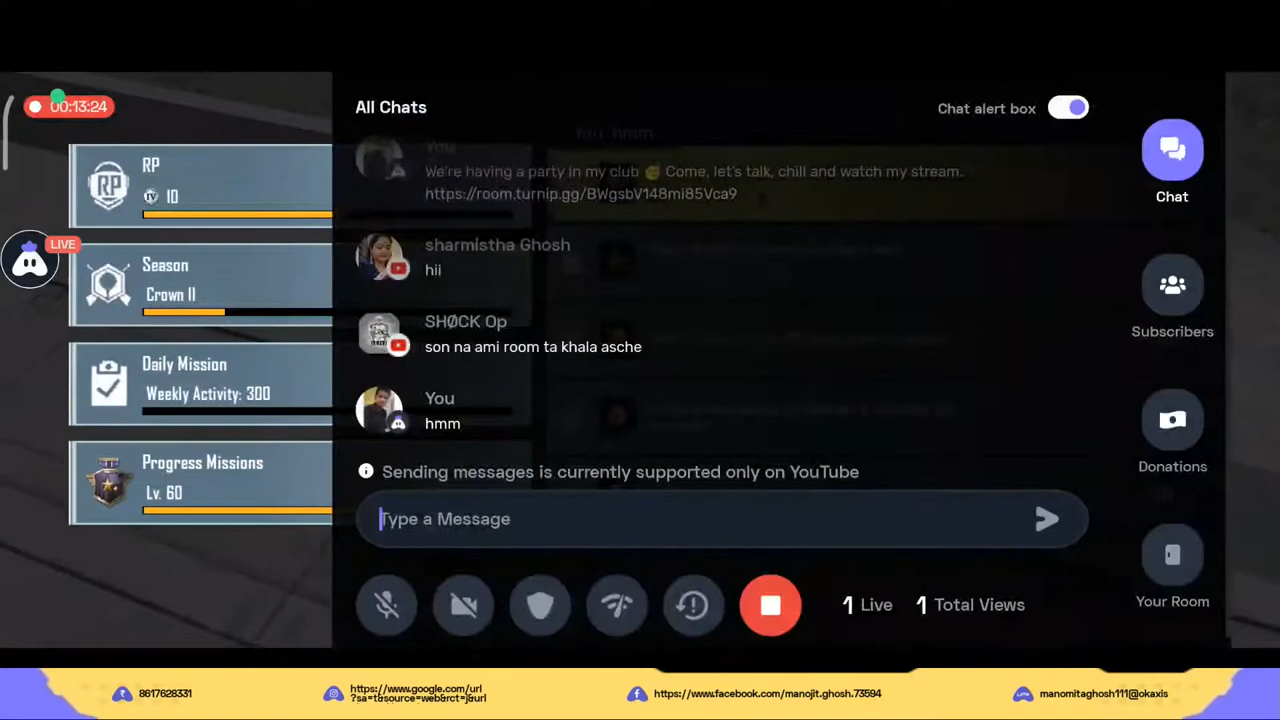 00:13:24
All Chats
Chat alert box
You
We're having a party in my club 🥳 Come, let's talk, chill and watch my stream.
https://room.turnip.gg/BWgsbV148mi85Vca9
sharmistha Ghosh
hii
SHØCK Op
son na ami room ta khala asche
You
hmm
Sending messages is currently supported only on YouTube
Type a Message
1 Live 1 Total Views
RP
RP
10
LIVE
Season
Crown II
Daily Mission
Weekly Activity: 300
Progress Missions
Lv. 60
Chat
Subscribers
Donations
Your Room
8617628331
https://www.google.com/url
?sa=t&source=web&rct=j&url
https://www.facebook.com/manojit.ghosh.73594
manomitaghosh111@okaxis